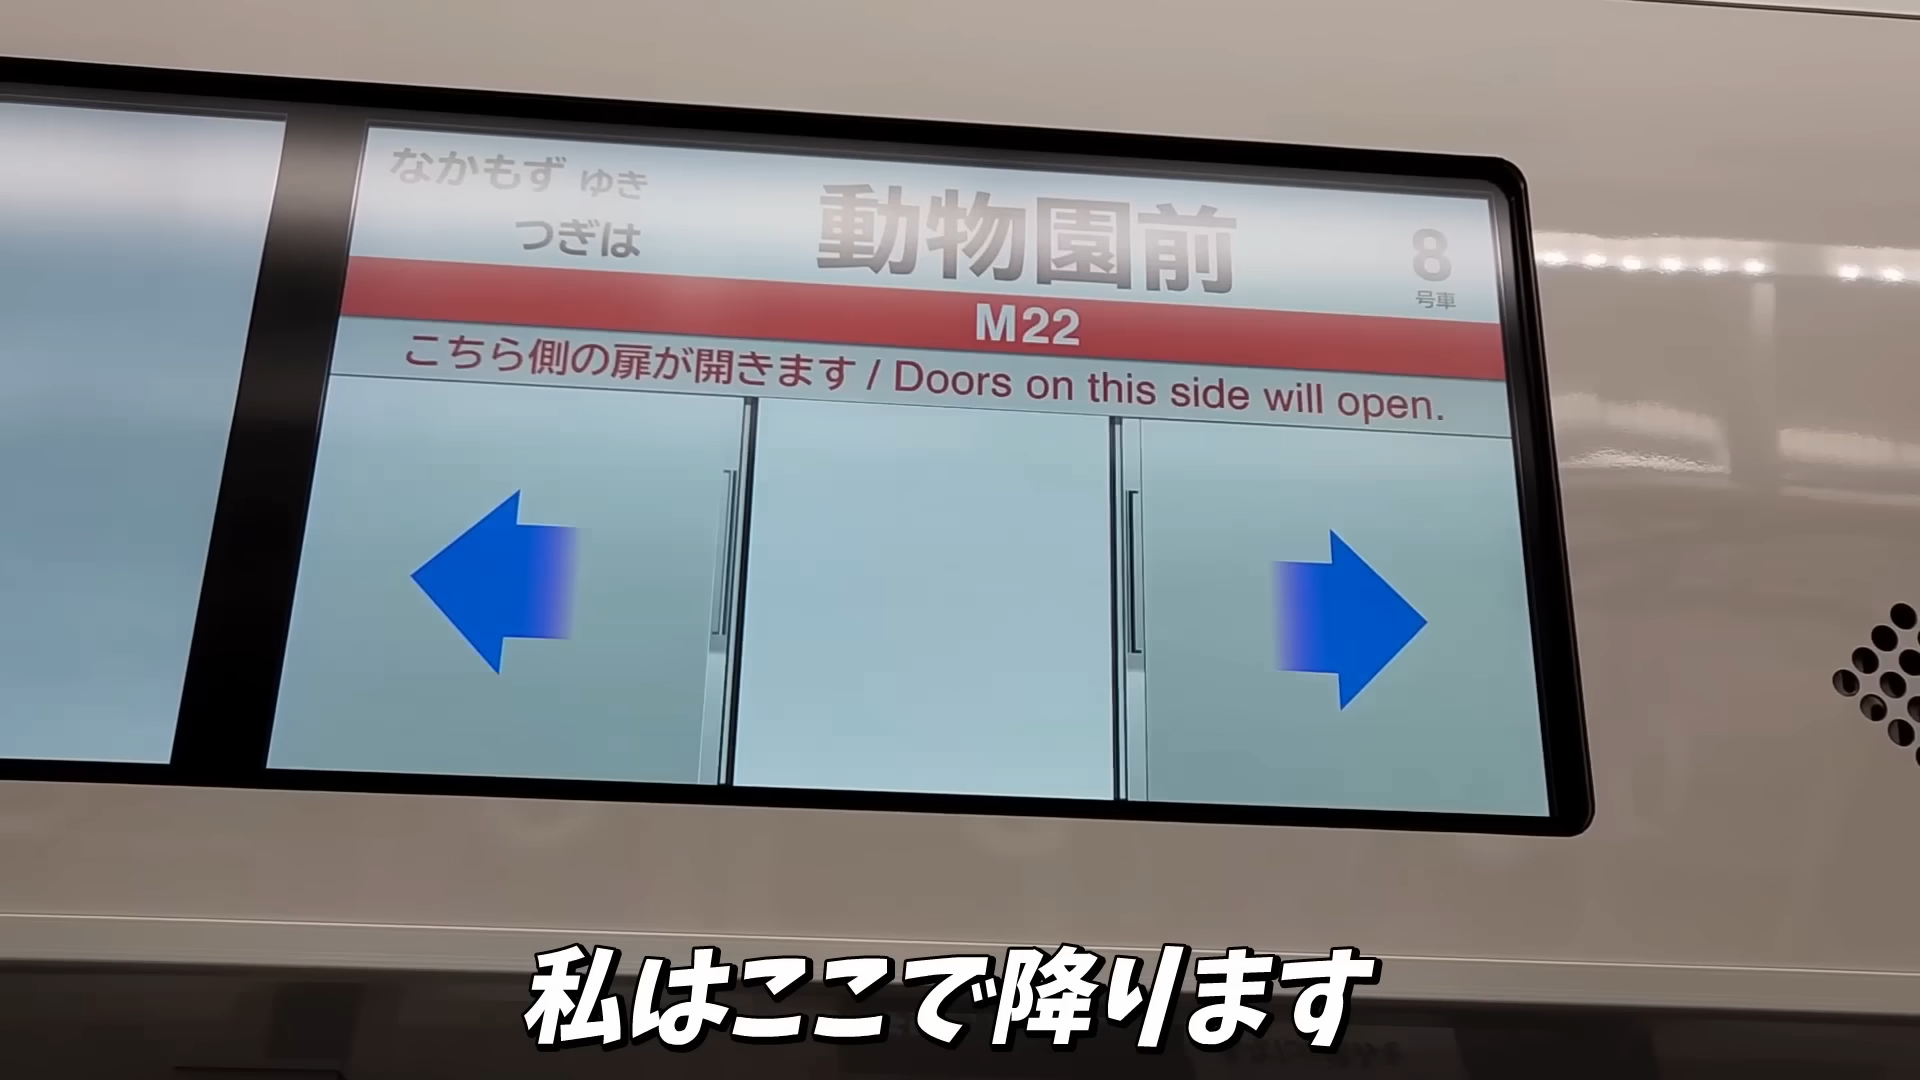 なかもず ゆき
つぎは
動物園前
8
号車
M22
こちら側の扉が開きます / Doors on this side will open.
私はここで降ります